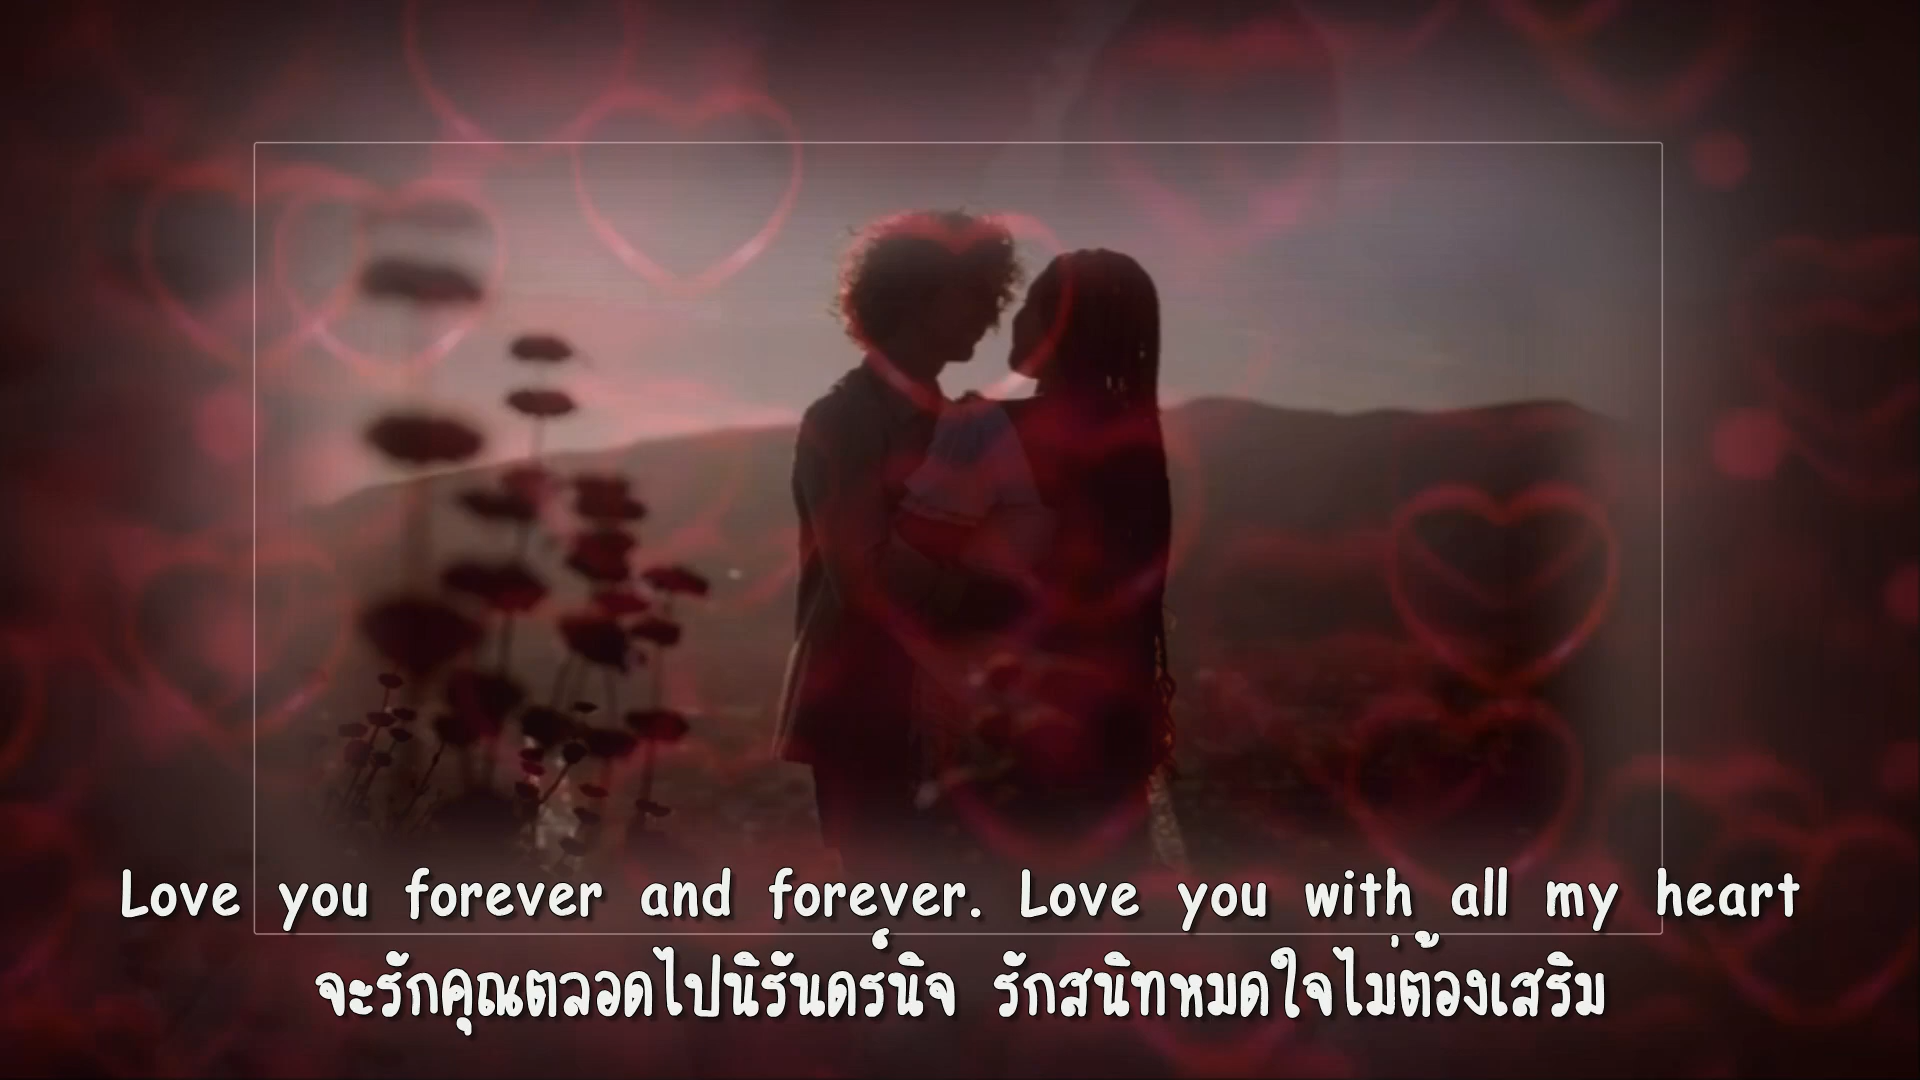 Love you forever and forever. Love you with all my heart
จะรักคุณตลอดไปนิรันดร์นิจ รักสนิทหมดใจไม่ต้องเสริม